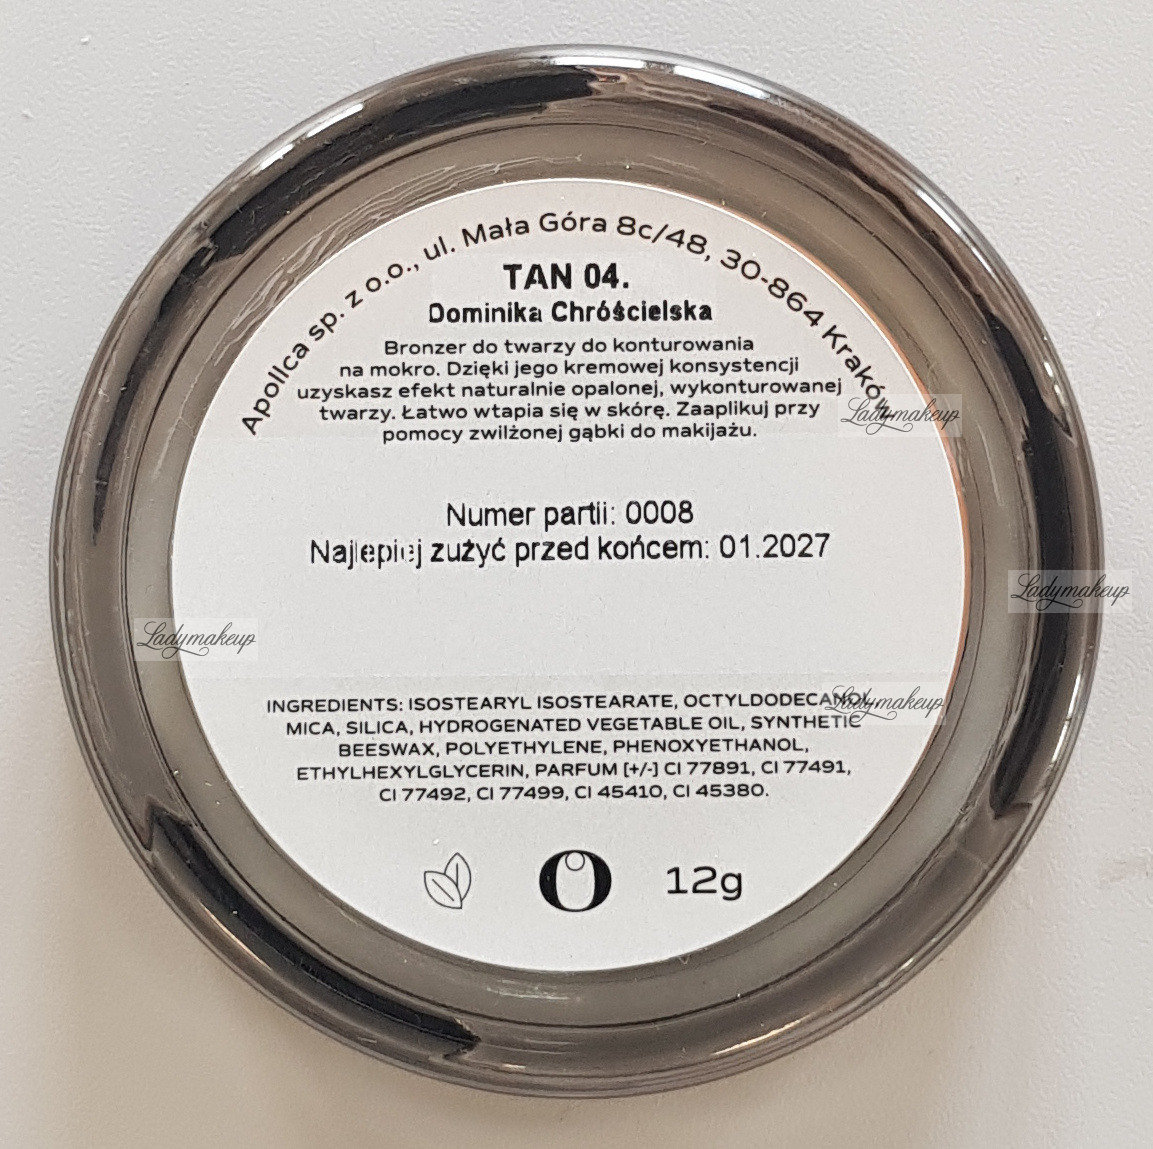 Apollca sp. z o.o., ul. Mała Góra 8c/48, 30-864 Kraków
TAN 04.
Dominika Chróścielska
Bronzer do twarzy do konturowania
na mokro. Dzięki jego kremowej konsystencji
uzyskasz efekt naturalnie opalonej, wykonturowanej
twarzy. Łatwo wtapia się w skórę. Zaaplikuj przy
pomocy zwilżonej gąbki do makijażu.
Ladymakeup
Numer partii: 0008
Najlepiej zużyć przed końcem: 01.2027
Ladymakeup
Ladymakeup
INGREDIENTS: ISOSTEARYL ISOSTEARATE, OCTYLDODECANOL,
Ladymakeup
MICA, SILICA, HYDROGENATED VEGETABLE OIL, SYNTHETIC
BEESWAX, POLYETHYLENE, PHENOXYETHANOL,
ETHYLHEXYLGLYCERIN, PARFUM [+/-] CI 77891, CI 77491,
CI 77492, CI 77499, CI 45410, CI 45380.
12g